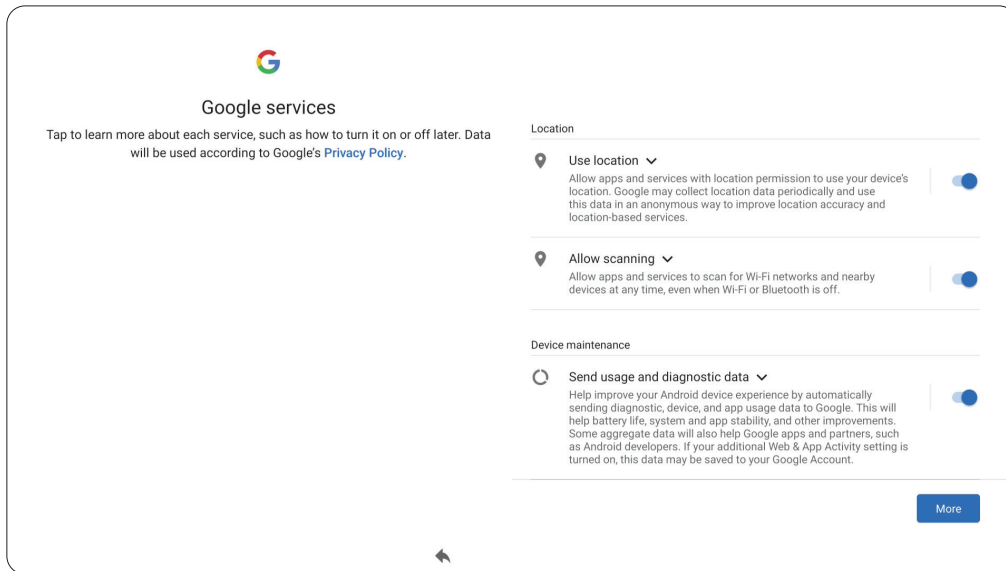 Google services
Tap to learn more about each service, such as how to turn it on or off later. Data
will be used according to Google's Privacy Policy.
Location
Use location
Allow apps and services with location permission to use your device's
location. Google may collect location data periodically and use
this data in an anonymous way to improve location accuracy and
location-based services.
Allow scanning
Allow apps and services to scan for Wi-Fi networks and nearby
devices at any time, even when Wi-Fi or Bluetooth is off.
Device maintenance
Send usage and diagnostic data
Help improve your Android device experience by automatically
sending diagnostic, device, and app usage data to Google. This will
help battery life, system and app stability, and other improvements.
Some aggregate data will also help Google apps and partners, such
as Android developers. If your additional Web & App Activity setting is
turned on, this data may be saved to your Google Account.
More